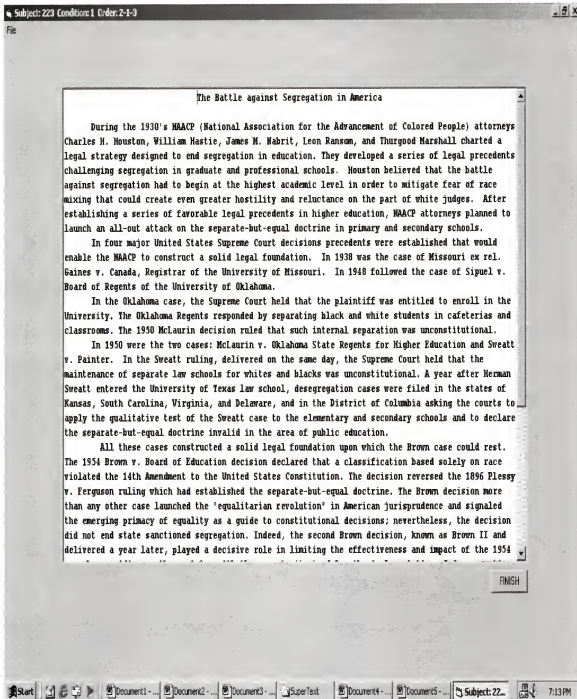 Subject: 223 Condition: 1 Order: 2-1-3
File
The Battle against Segregation in America
During the 1930's NAACP (National Association for the Advancement of Colored People) attorneys
Charles H. Houston, William Hastie, James M. Nabrit, Leon Ransom, and Thurgood Marshall charted a
legal strategy designed to end segregation in education. They developed a series of legal precedents
challenging segregation in graduate and professional schools. Houston believed that the battle
against segregation had to begin at the highest academic level in order to mitigate fear of race
mixing that could create even greater hostility and reluctance on the part of white judges. After
establishing a series of favorable legal precedents in higher education, NAACP attorneys planned to
launch an all-out attack on the separate-but-equal doctrine in primary and secondary schools.
In four major United States Supreme Court decisions precedents were established that would
enable the NAACP to construct a solid legal foundation. In 1938 was the case of Missouri ex rel.
Gaines v. Canada, Registrar of the University of Missouri. In 1948 followed the case of Sipuel v.
Board of Regents of the University of Oklahoma.
In the Oklahoma case, the Supreme Court held that the plaintiff was entitled to enroll in the
University. The Oklahoma Regents responded by separating black and white students in cafeterias and
classrooms. The 1950 McLaurin decision ruled that such internal separation was unconstitutional.
In 1950 were the two cases: McLaurin v. Oklahoma State Regents for Higher Education and Sweatt
v. Painter. In the Sweatt ruling, delivered on the same day, the Supreme Court held that the
maintenance of separate law schools for whites and blacks was unconstitutional. A year after Herman
Sweatt entered the University of Texas law school, desegregation cases were filed in the states of
Kansas, South Carolina, Virginia, and Delaware, and in the District of Columbia asking the courts to
apply the qualitative test of the Sweatt case to the elementary and secondary schools and to declare
the separate-but-equal doctrine invalid in the area of public education.
All these cases constructed a solid legal foundation upon which the Brown case could rest.
The 1954 Brown v. Board of Education decision declared that a classification based solely on race
violated the 14th Amendment to the United States Constitution. The decision reversed the 1896 Plessy
v. Ferguson ruling which had established the separate-but-equal doctrine. The Brown decision more
than any other case launched the 'equalitarian revolution' in American jurisprudence and signaled
the emerging primacy of equality as a guide to constitutional decisions; nevertheless, the decision
did not end state sanctioned segregation. Indeed, the second Brown decision, known as Brown II and
delivered a year later, played a decisive role in limiting the effectiveness and impact of the 1954
FINISH
Start Document1 - ... Document2 - ... Document3 - ... SuperText Document4 - ... Document5 - ... Subject: 22... 7:13 PM